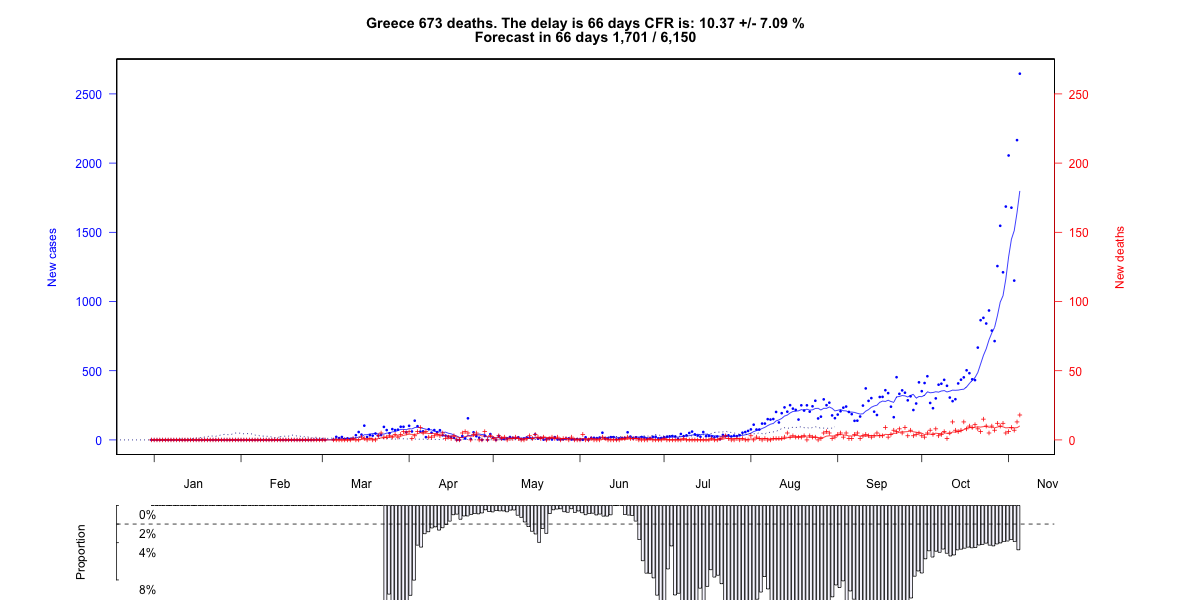 Greece 673 deaths. The delay is 66 days CFR is: 10.37 +/- 7.09 %
Forecast in 66 days 1,701 / 6,150
2500
2000
1500
1000
500
0
New cases
250
200
150
100
50
0
New deaths
Jan Feb Mar Apr May Jun Jul Aug Sep Oct Nov
Proportion
0%
2%
4%
8%